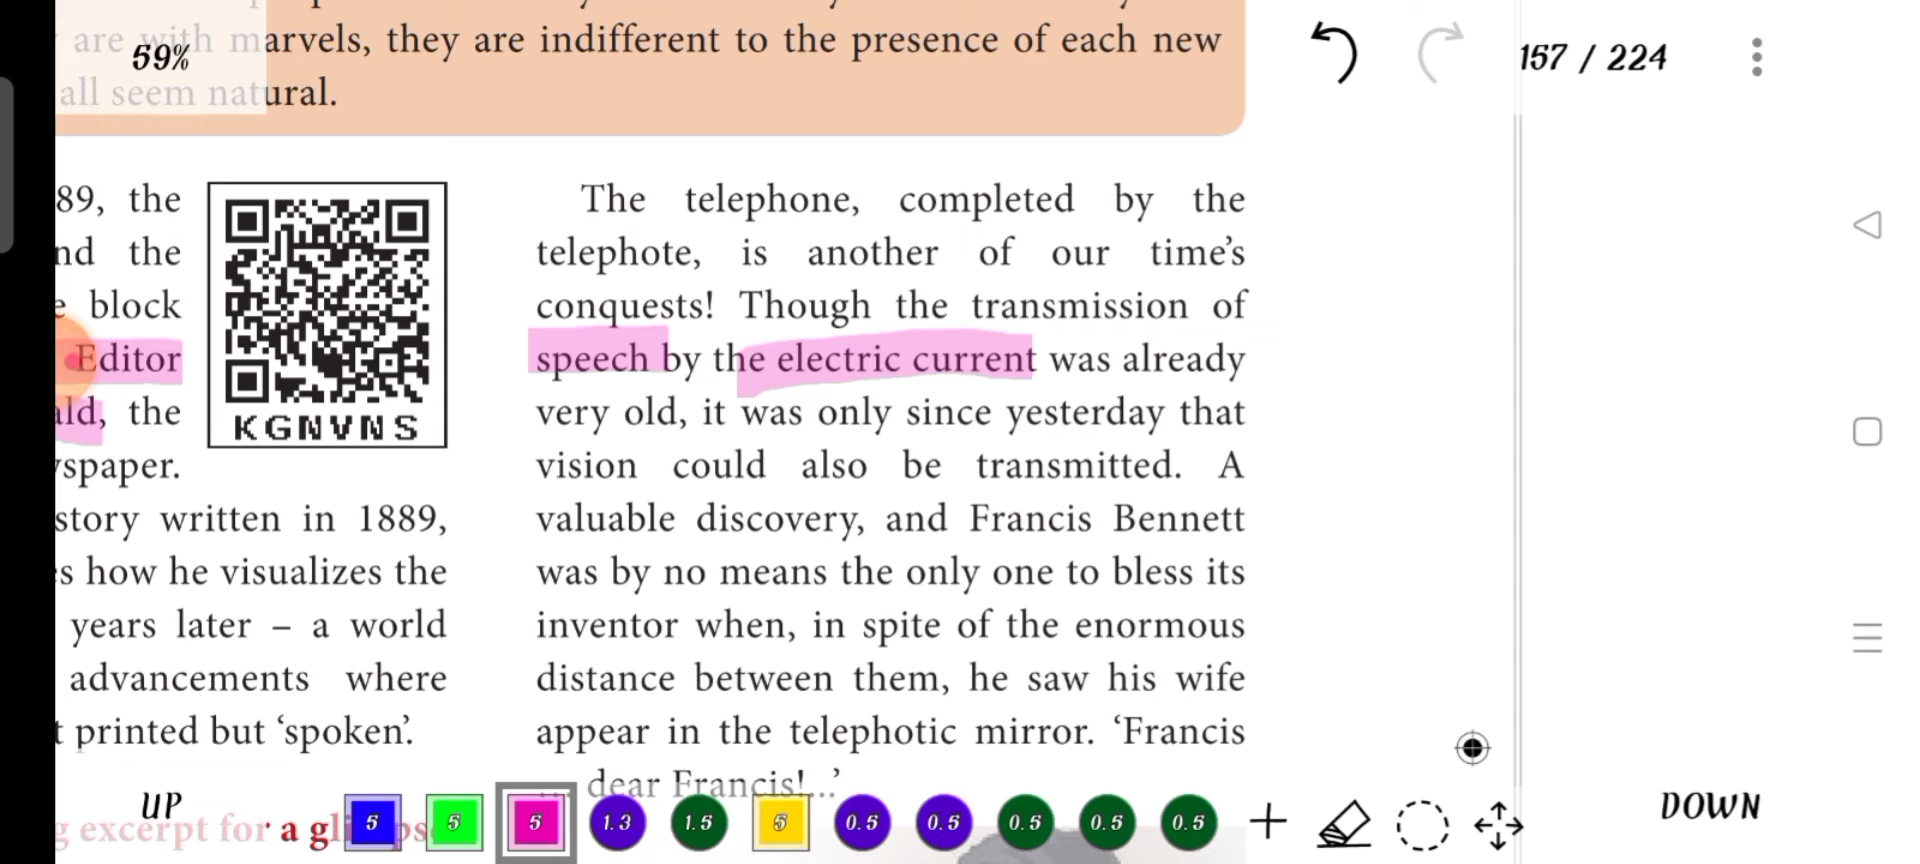 are with marvels, they are indifferent to the presence of each new
all seem natural.
59%
157 / 224
89, the
nd the
e block
Editor
ald, the
spaper.
story written in 1889,
s how he visualizes the
years later – a world
advancements where
t printed but ‘spoken’.
KGNVNS
The telephone, completed by the
telephote, is another of our time’s
conquests! Though the transmission of
speech by the electric current was already
very old, it was only since yesterday that
vision could also be transmitted. A
valuable discovery, and Francis Bennett
was by no means the only one to bless its
inventor when, in spite of the enormous
distance between them, he saw his wife
appear in the telephotic mirror. ‘Francis
... dear Francis!...’
g excerpt for a gl ps
UP
5 5 5 1.3 1.5 5 0.5 0.5 0.5 0.5 0.5
DOWN